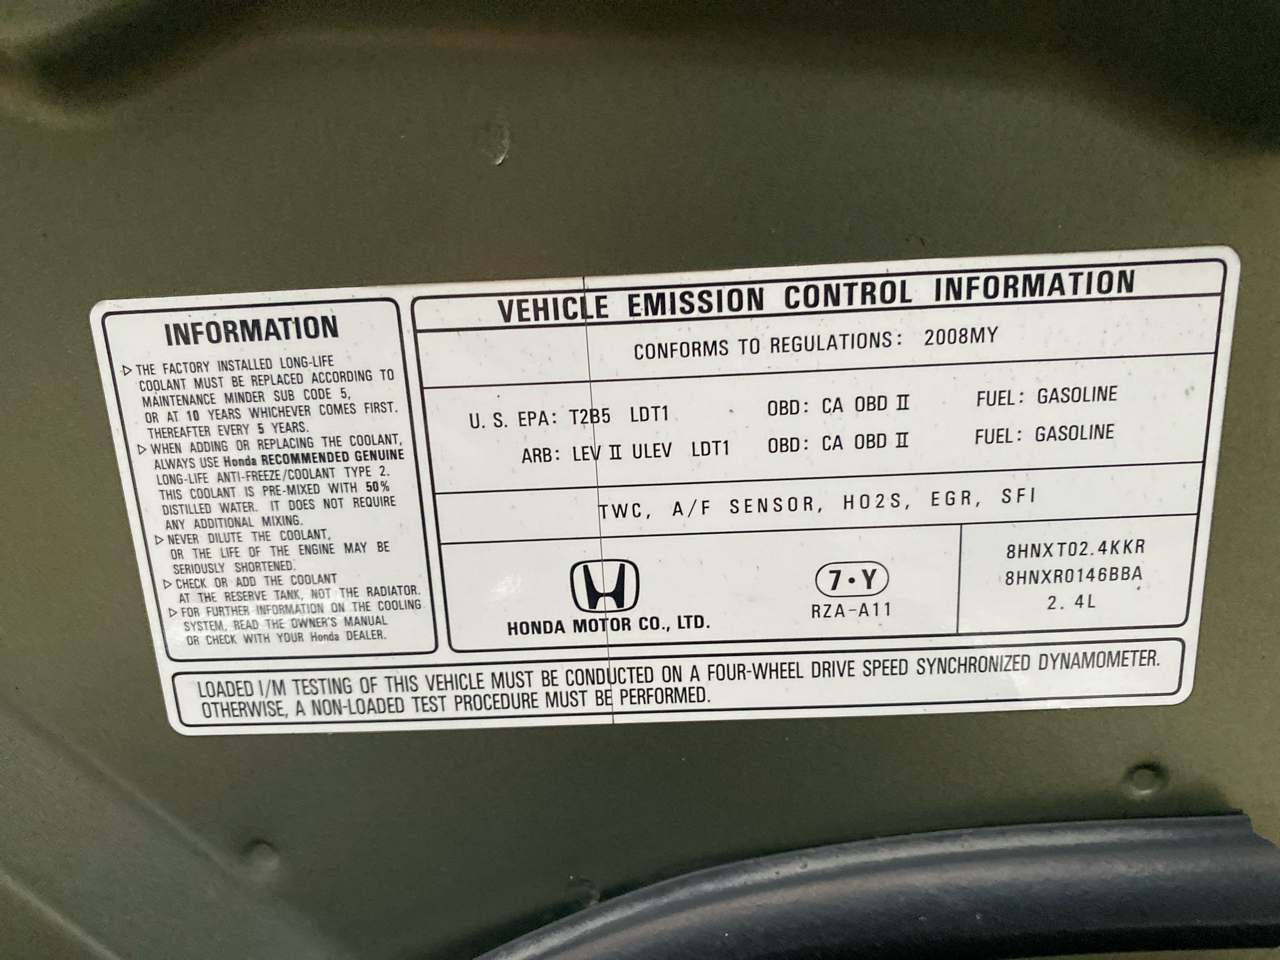 INFORMATION
▷ THE FACTORY INSTALLED LONG-LIFE
COOLANT MUST BE REPLACED ACCORDING TO
MAINTENANCE MINDER SUB CODE 5,
OR AT 10 YEARS WHICHEVER COMES FIRST.
THEREAFTER EVERY 5 YEARS.
▷ WHEN ADDING OR REPLACING THE COOLANT,
ALWAYS USE Honda RECOMMENDED GENUINE
LONG-LIFE ANTI-FREEZE/COOLANT TYPE 2.
THIS COOLANT IS PRE-MIXED WITH 50%
DISTILLED WATER. IT DOES NOT REQUIRE
ANY ADDITIONAL MIXING.
▷ NEVER DILUTE THE COOLANT,
OR THE LIFE OF THE ENGINE MAY BE
SERIOUSLY SHORTENED.
▷ CHECK OR ADD THE COOLANT
AT THE RESERVE TANK, NOT THE RADIATOR.
▷ FOR FURTHER INFORMATION ON THE COOLING
SYSTEM, READ THE OWNER'S MANUAL
OR CHECK WITH YOUR Honda DEALER.
VEHICLE EMISSION CONTROL INFORMATION
CONFORMS TO REGULATIONS: 2008MY
U. S. EPA: T2B5 LDT1 OBD: CA OBD Ⅱ FUEL: GASOLINE
ARB: LEV Ⅱ ULEV LDT1 OBD: CA OBD Ⅱ FUEL: GASOLINE
TWC, A/F SENSOR, HO2S, EGR, SFI
HONDA MOTOR CO., LTD.
7・Y
RZA-A11
8HNXT02.4KKR
8HNXR0146BBA
2. 4L
LOADED I/M TESTING OF THIS VEHICLE MUST BE CONDUCTED ON A FOUR-WHEEL DRIVE SPEED SYNCHRONIZED DYNAMOMETER.
OTHERWISE, A NON-LOADED TEST PROCEDURE MUST BE PERFORMED.